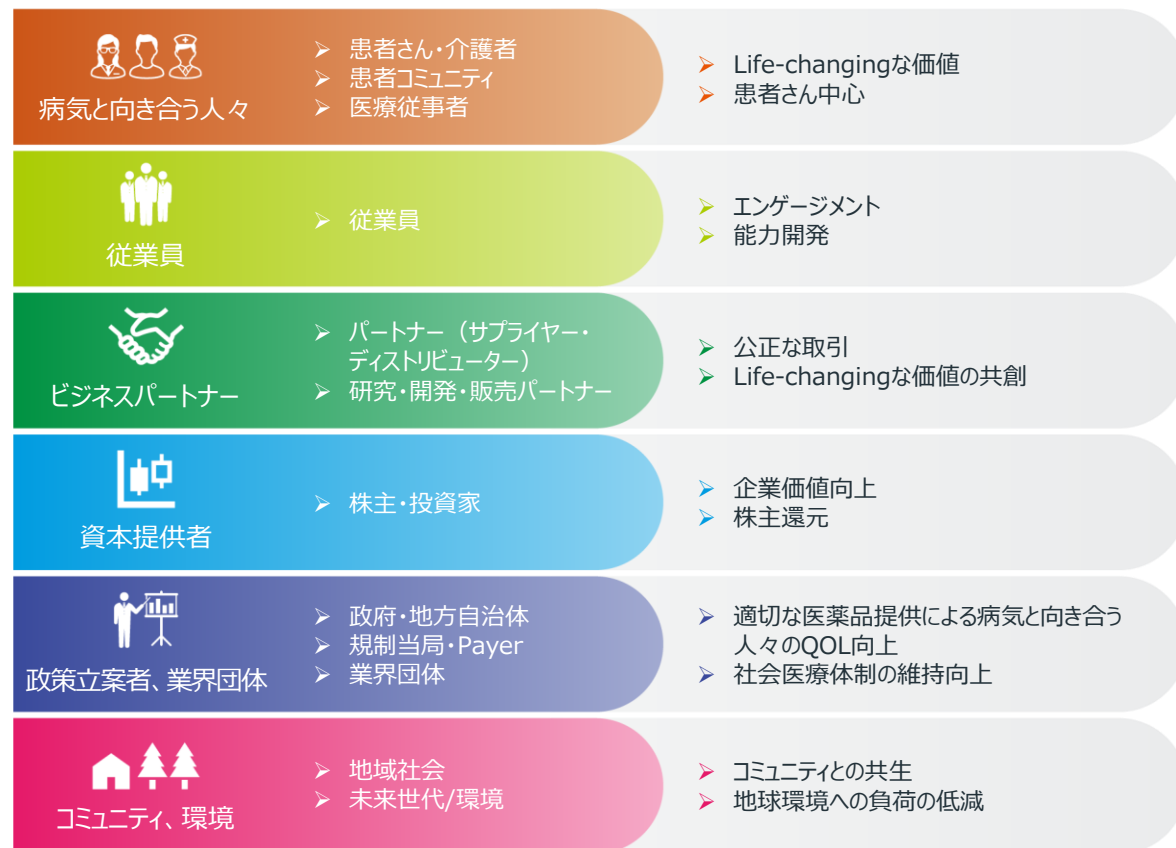 病気と向き合う人々
➢ 患者さん・介護者
➢ 患者コミュニティ
➢ 医療従事者
➢ Life-changingな価値
➢ 患者さん中心
従業員
➢ 従業員
➢ エンゲージメント
➢ 能力開発
ビジネスパートナー
➢ パートナー（サプライヤー・
ディストリビューター）
➢ 研究・開発・販売パートナー
➢ 公正な取引
➢ Life-changingな価値の共創
資本提供者
➢ 株主・投資家
➢ 企業価値向上
➢ 株主還元
政策立案者、業界団体
➢ 政府・地方自治体
➢ 規制当局・Payer
➢ 業界団体
➢ 適切な医薬品提供による病気と向き合う
人々のQOL向上
➢ 社会医療体制の維持向上
コミュニティ、環境
➢ 地域社会
➢ 未来世代/環境
➢ コミュニティとの共生
➢ 地球環境への負荷の低減